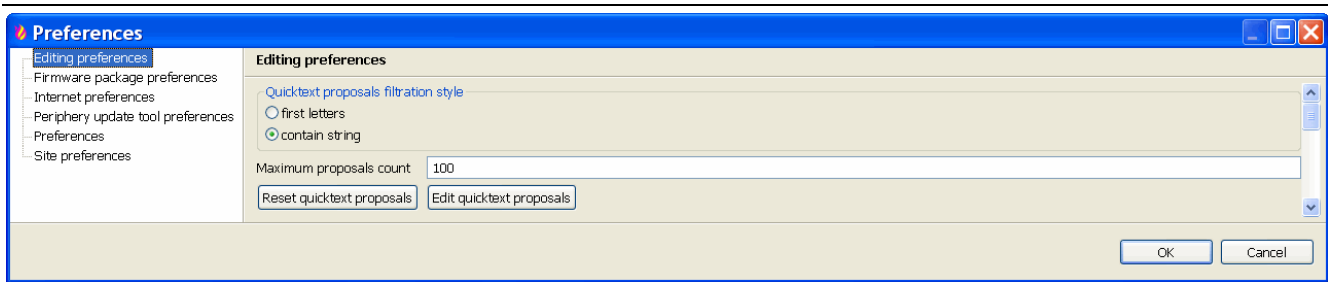 Preferences
Editing preferences
Firmware package preferences
Internet preferences
Periphery update tool preferences
Preferences
Site preferences
Editing preferences
Quicktext proposals filtration style
first letters
contain string
Maximum proposals count 100
Reset quicktext proposals Edit quicktext proposals
OK Cancel